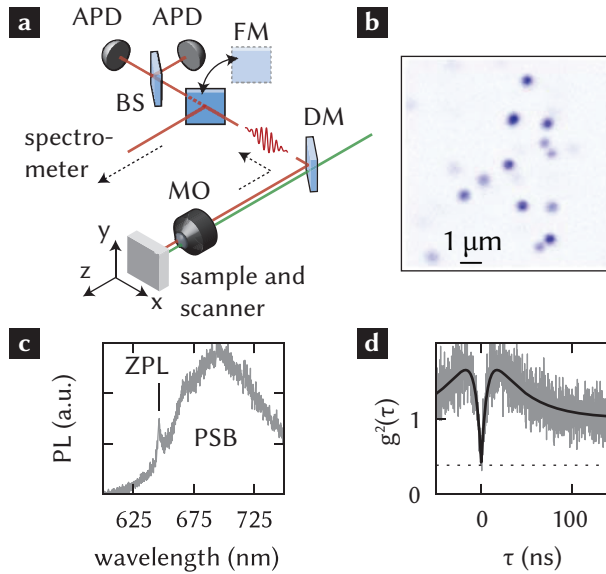 a
APD
APD
FM
BS
DM
spectro-
meter
MO
y
z
x
sample and
scanner
b
1 μm
c
ZPL
PSB
PL (a.u.)
625
675
725
wavelength (nm)
d
g²(τ)
1
0
0
100
τ (ns)